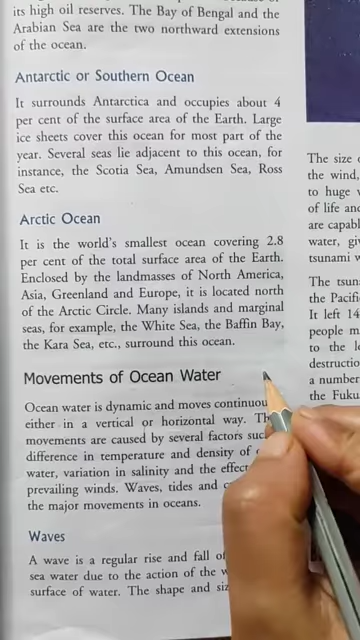 its high oil reserves. The Bay of Bengal and the
Arabian Sea are the two northward extensions
of the ocean.
Antarctic or Southern Ocean
It surrounds Antarctica and occupies about 4
per cent of the surface area of the Earth. Large
ice sheets cover this ocean for most part of the
year. Several seas lie adjacent to this ocean, for
instance, the Scotia Sea, Amundsen Sea, Ross
Sea etc.
Arctic Ocean
It is the world's smallest ocean covering 2.8
per cent of the total surface area of the Earth.
Enclosed by the landmasses of North America,
Asia, Greenland and Europe, it is located north
of the Arctic Circle. Many islands and marginal
seas, for example, the White Sea, the Baffin Bay,
the Kara Sea, etc., surround this ocean.
Movements of Ocean Water
Ocean water is dynamic and moves
either in a vertical or horizontal way.
movements are caused by several factors
difference in temperature and density of
water, variation in salinity and the effect
prevailing winds. Waves, tides and
the major movements in oceans.
Waves
A wave is a regular rise and fall of
sea water due to the action of the
surface of water. The shape and
The size
the wind,
to huge
of life
are
water,
tsunami
The
the
It left 14
people
to the
a number
the